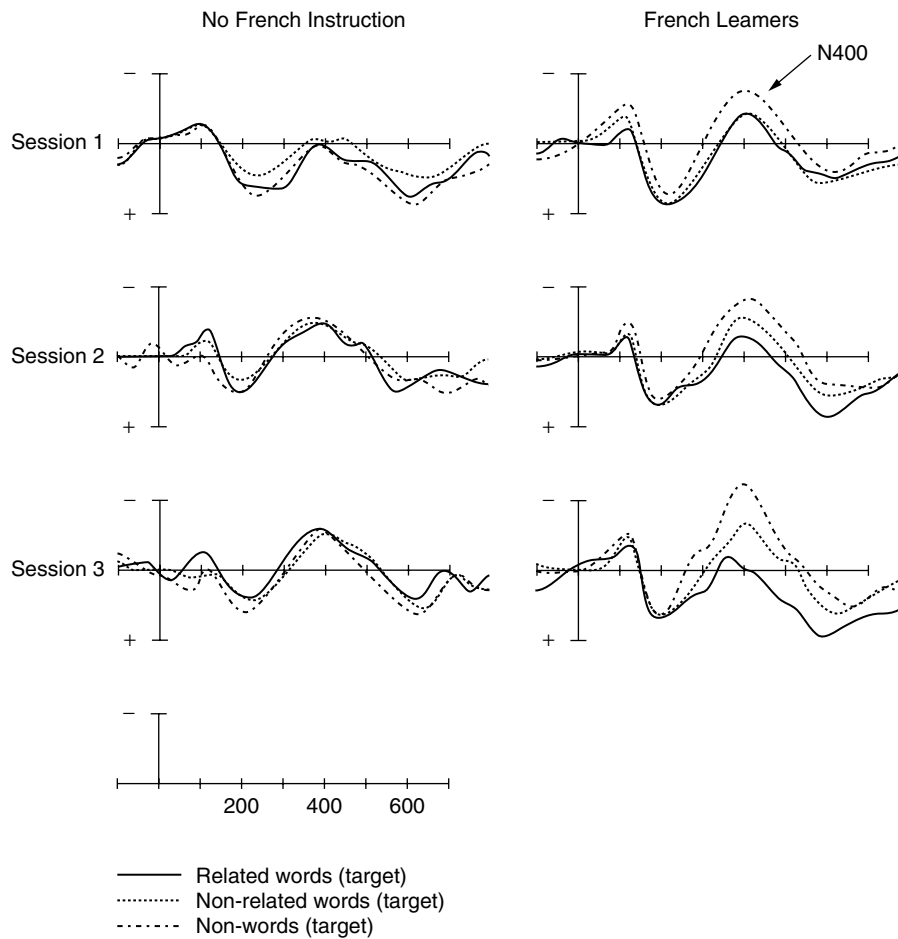 No French Instruction
French Leamers
N400
−
Session 1
+
−
+
−
Session 2
+
−
+
−
Session 3
+
−
+
−
200 400 600
Related words (target)
Non-related words (target)
Non-words (target)